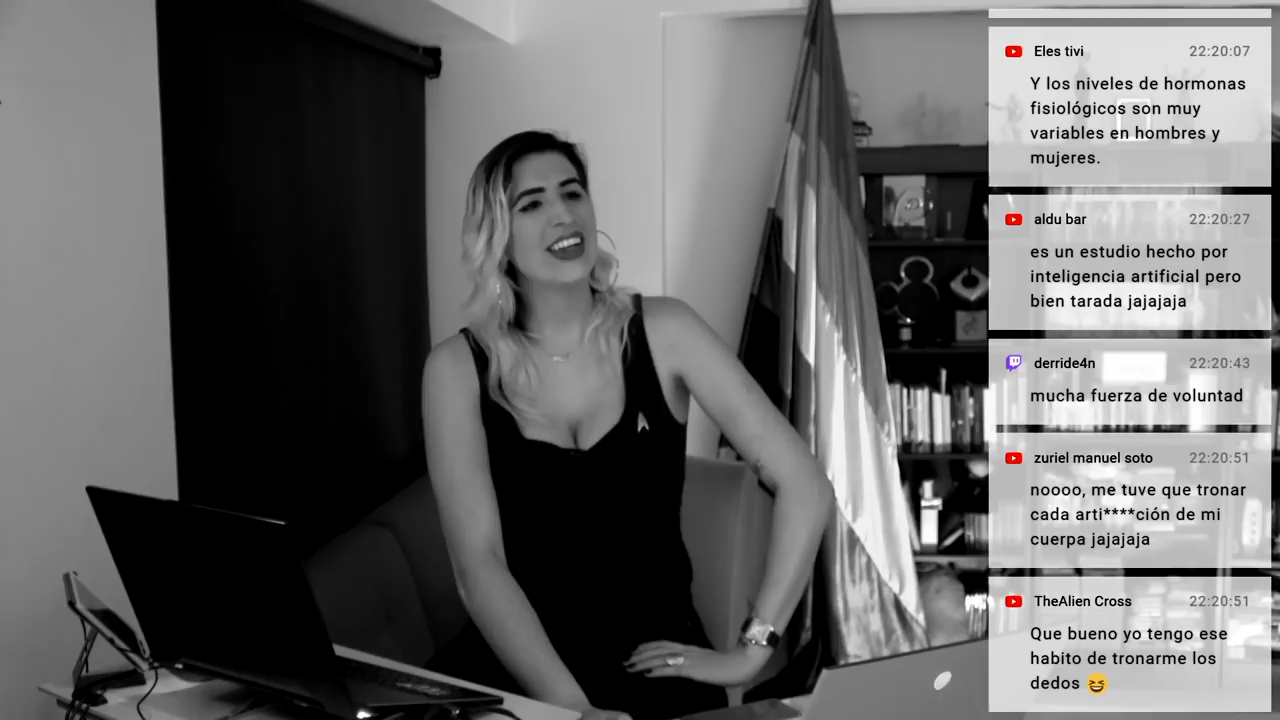 Eles tivi 22:20:07
Y los niveles de hormonas
fisiológicos son muy
variables en hombres y
mujeres.
aldu bar 22:20:27
es un estudio hecho por
inteligencia artificial pero
bien tarada jajajaja
derride4n 22:20:43
mucha fuerza de voluntad
zuriel manuel soto 22:20:51
noooo, me tuve que tronar
cada arti****ción de mi
cuerpa jajajaja
TheAlien Cross 22:20:51
Que bueno yo tengo ese
habito de tronarme los
dedos 😆